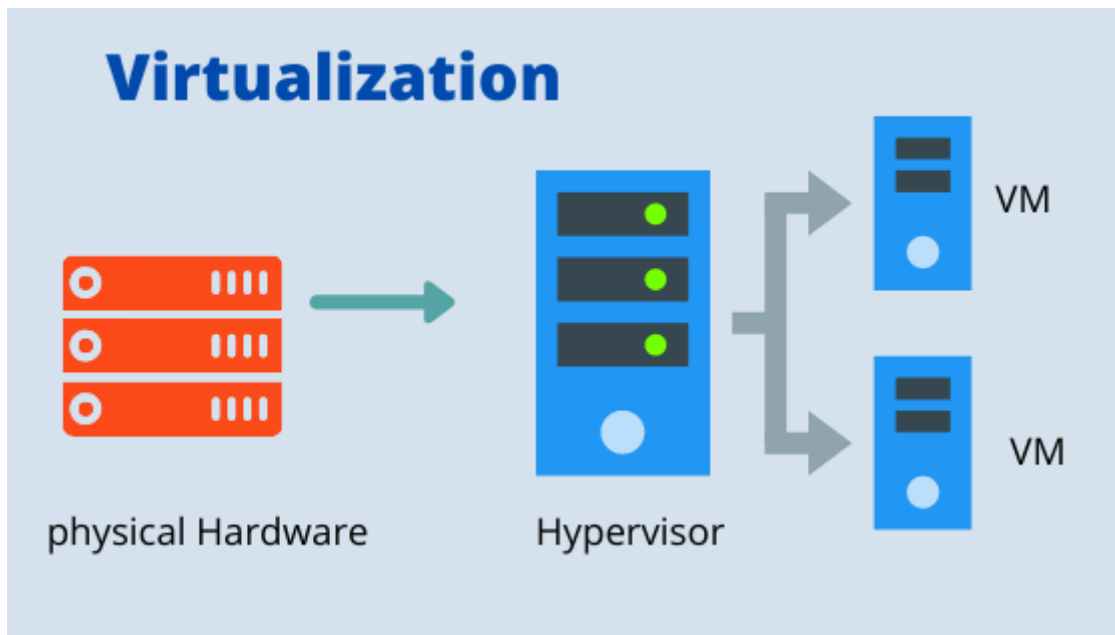 Virtualization
VM
VM
physical Hardware
Hypervisor